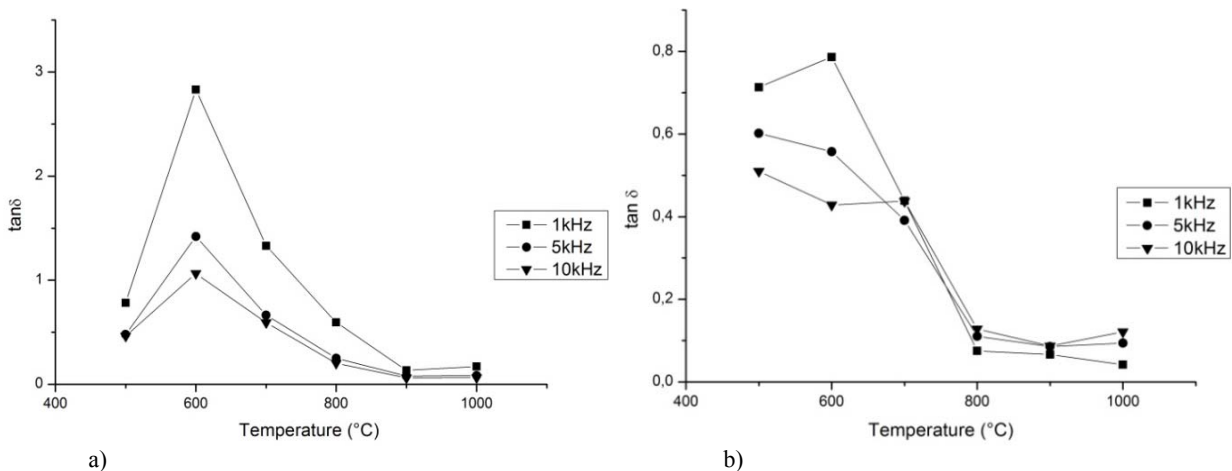 3
2
1
0
tanδ
400
600
800
1000
Temperature (°C)
1kHz
5kHz
10kHz
a)
0,8
0,6
0,4
0,2
0,0
tan δ
400
600
800
1000
Temperature (°C)
1kHz
5kHz
10kHz
b)